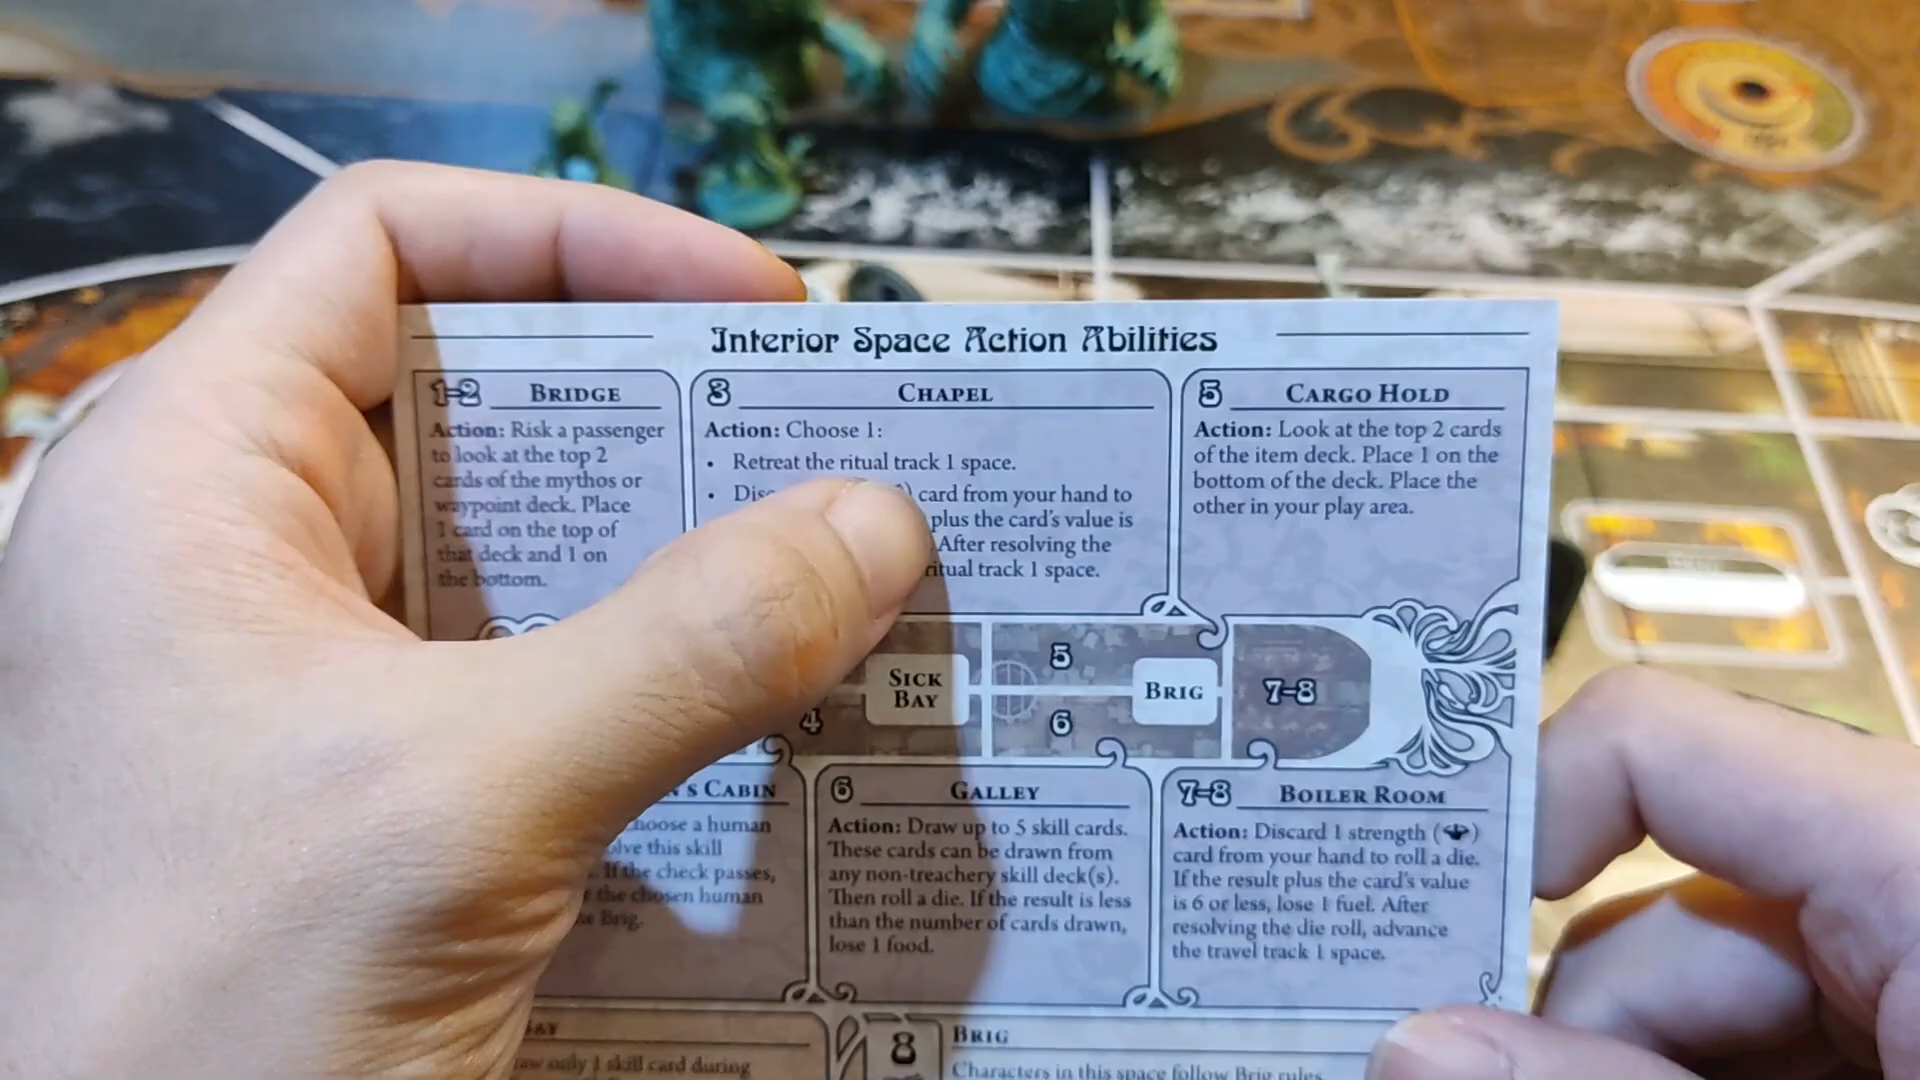 Interior Space Action Abilities
1-2 BRIDGE
Action: Risk a passenger
to look at the top 2
cards of the mythos or
waypoint deck. Place
1 card on the top of
that deck and 1 on
the bottom.
3 CHAPEL
Action: Choose 1:
• Retreat the ritual track 1 space.
• card from your hand to
plus the card's value is
After resolving the
ritual track 1 space.
5 CARGO HOLD
Action: Look at the top 2 cards
of the item deck. Place 1 on the
bottom of the deck. Place the
other in your play area.
4
SICK
BAY
5
6
BRIG
7-8
CABIN
a human
this skill
If the check passes,
the chosen human
Brig.
6 GALLEY
Action: Draw up to 5 skill cards.
These cards can be drawn from
any non-treachery skill deck(s).
Then roll a die. If the result is less
than the number of cards drawn,
lose 1 food.
7-8 BOILER ROOM
Action: Discard 1 strength ( )
card from your hand to roll a die.
If the result plus the card's value
is 6 or less, lose 1 fuel. After
resolving the die roll, advance
the travel track 1 space.
only 1 skill card during
8
BRIG
Characters in this space follow Brig rules